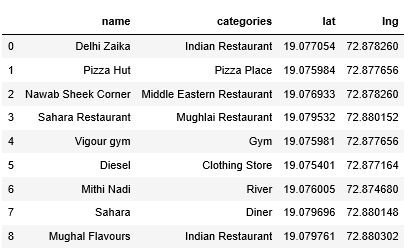 name categories lat lng
0 Delhi Zaika Indian Restaurant 19.077054 72.878260
1 Pizza Hut Pizza Place 19.075984 72.877656
2 Nawab Sheek Corner Middle Eastern Restaurant 19.076933 72.878260
3 Sahara Restaurant Mughlai Restaurant 19.079532 72.880152
4 Vigour gym Gym 19.075981 72.877656
5 Diesel Clothing Store 19.075401 72.877164
6 Mithi Nadi River 19.076005 72.874680
7 Sahara Diner 19.079696 72.880148
8 Mughal Flavours Indian Restaurant 19.079761 72.880302